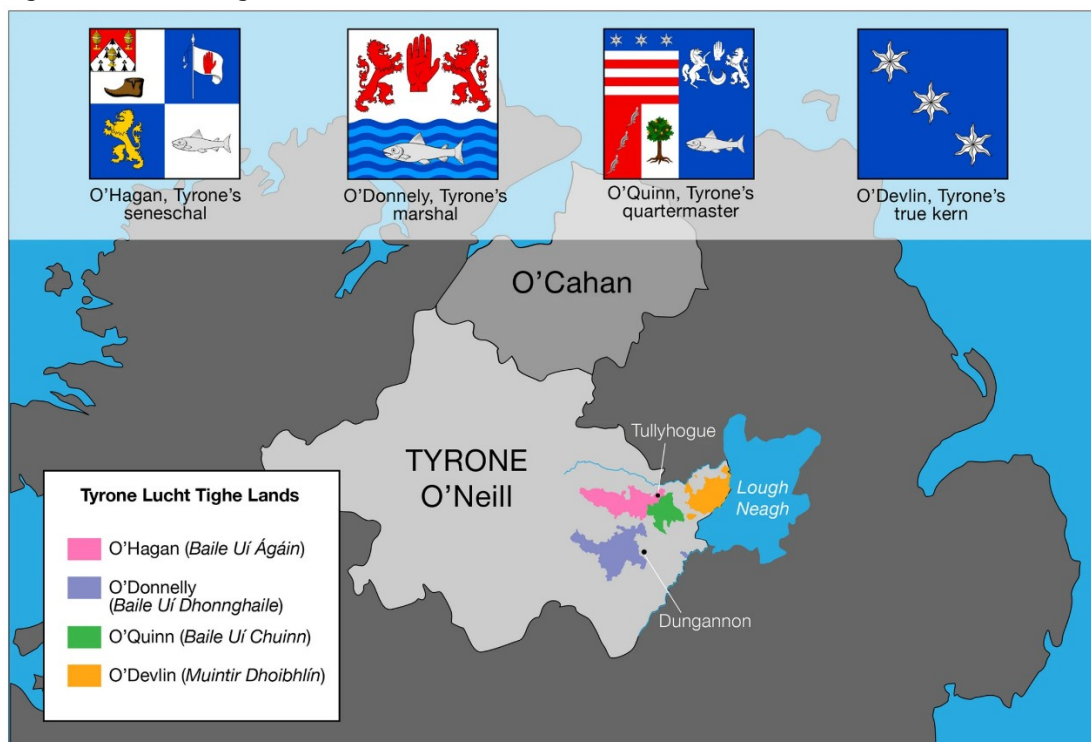 O'Hagan, Tyrone's
seneschal
O'Donnely, Tyrone's
marshal
O'Quinn, Tyrone's
quartermaster
O'Devlin, Tyrone's
true kern
O'Cahan
Tullyhogue
TYRONE
O'Neill
Lough
Neagh
Dungannon
Tyrone Lucht Tighe Lands
O'Hagan (Baile Uí Ágáin)
O'Donnelly
(Baile Uí Dhonnghaile)
O'Quinn (Baile Uí Chuinn)
O'Devlin (Muintir Dhoibhlín)